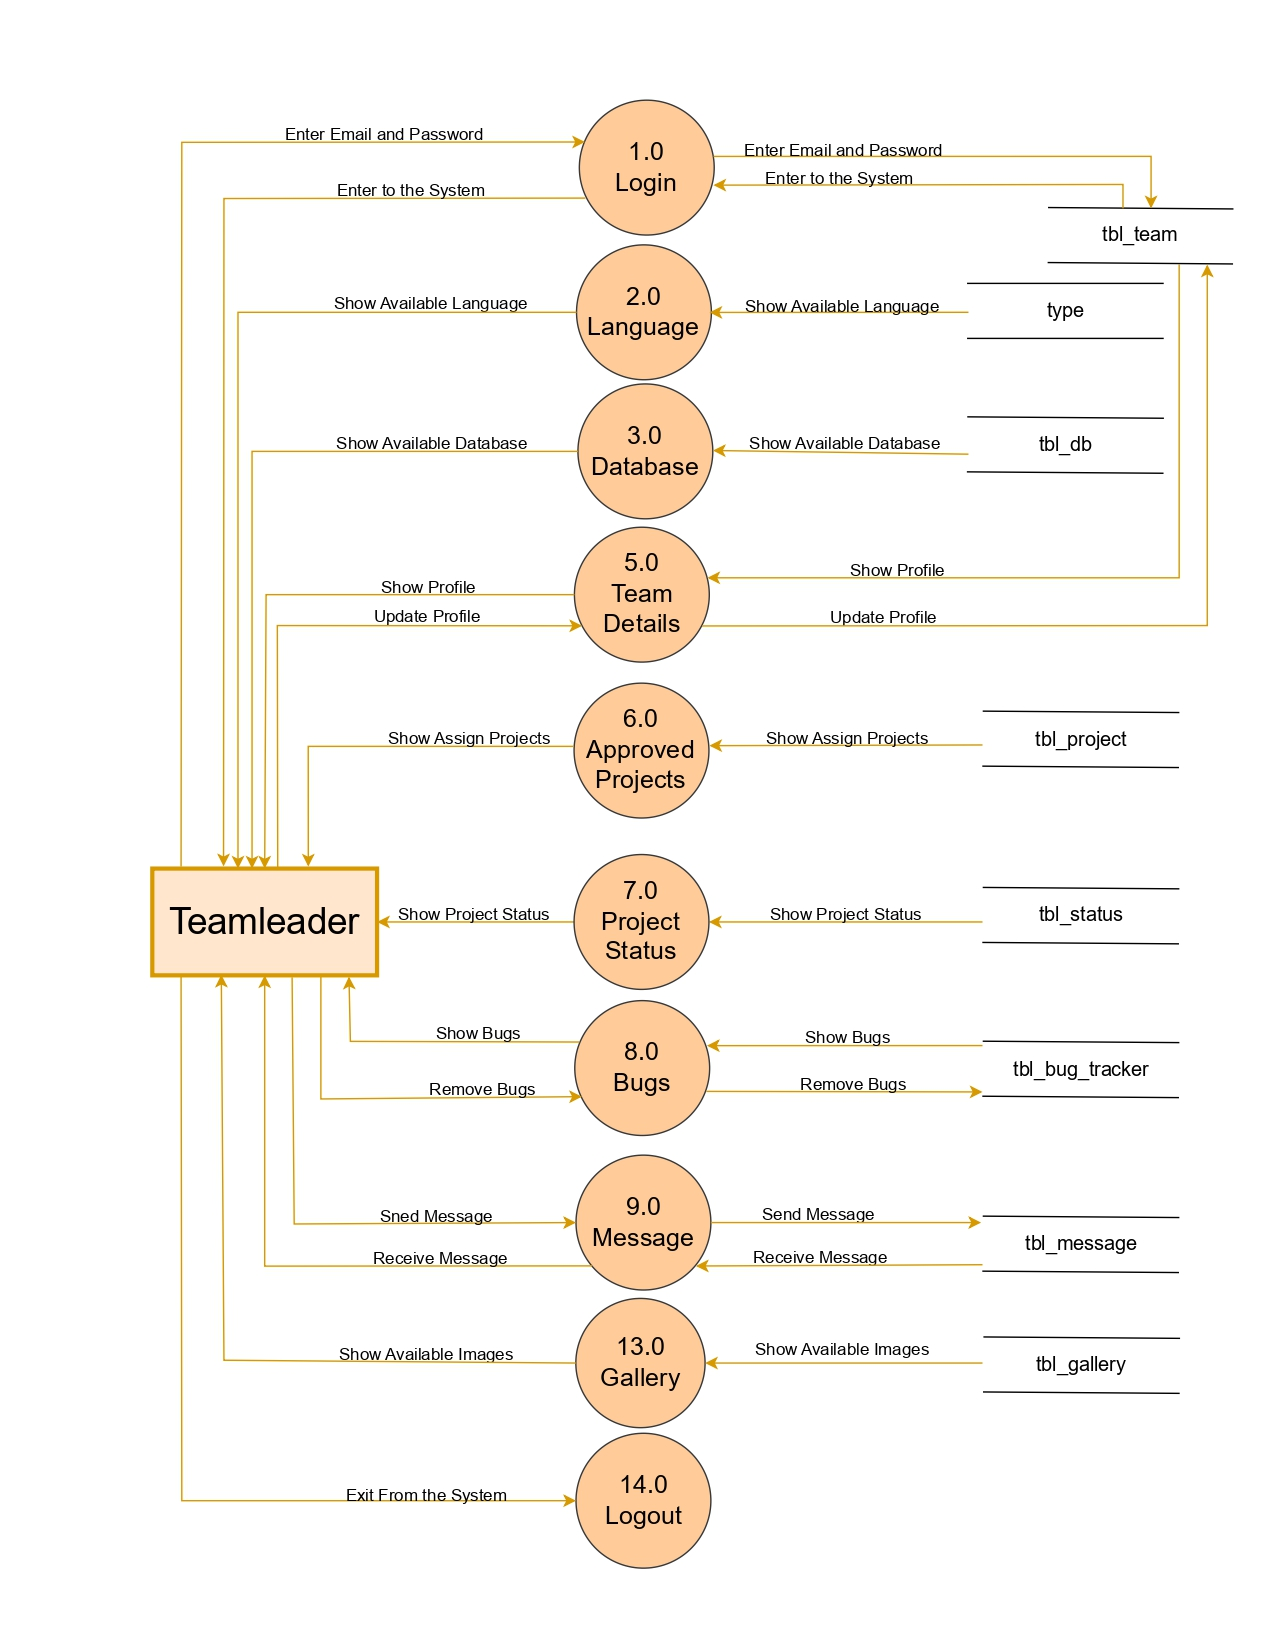 Enter Email and Password
1.0
Login
Enter Email and Password
Enter to the System
Enter to the System
tbl_team
Show Available Language
2.0
Language
Show Available Language
type
Show Available Database
3.0
Database
Show Available Database
tbl_db
5.0
Team
Details
Show Profile
Update Profile
Show Profile
Update Profile
6.0
Approved
Projects
Show Assign Projects
Show Assign Projects
tbl_project
Teamleader
Show Project Status
7.0
Project
Status
Show Project Status
tbl_status
Show Bugs
Remove Bugs
8.0
Bugs
Show Bugs
Remove Bugs
tbl_bug_tracker
Sned Message
Receive Message
9.0
Message
Send Message
Receive Message
tbl_message
Show Available Images
13.0
Gallery
Show Available Images
tbl_gallery
Exit From the System
14.0
Logout